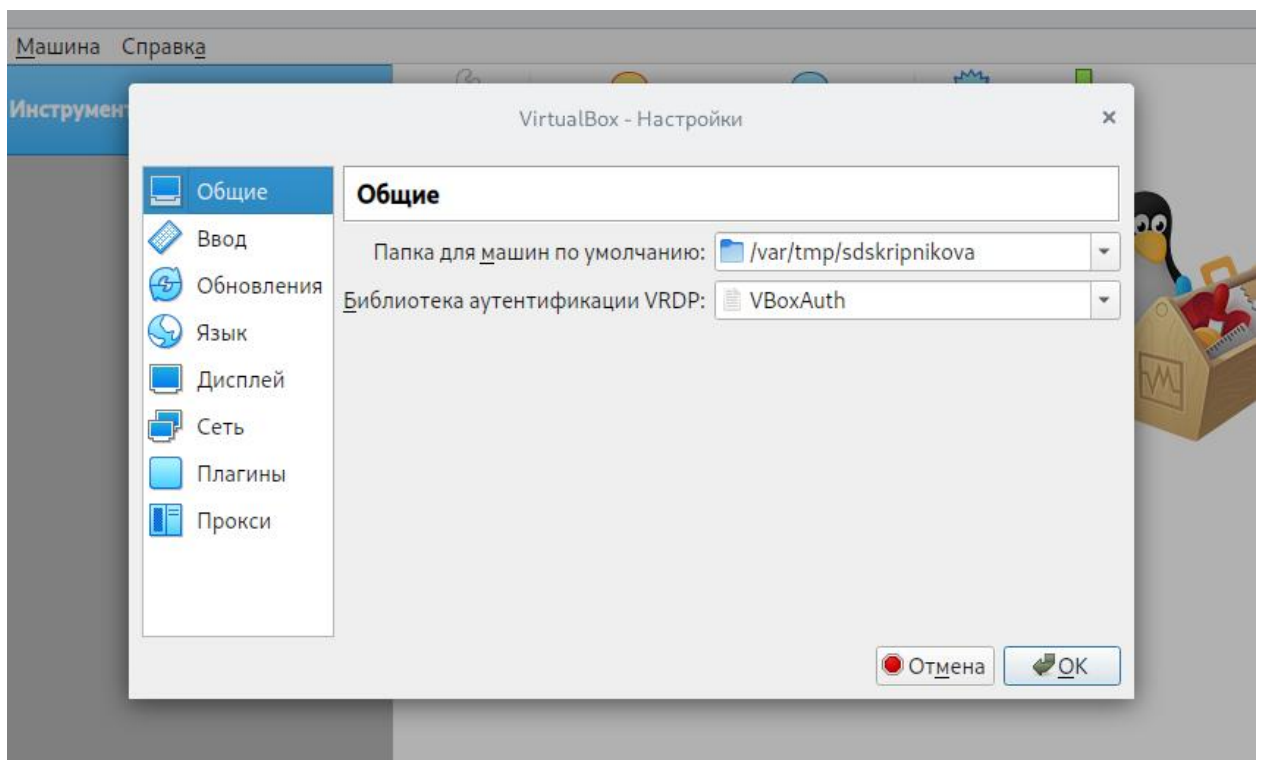 Машина Справка
VirtualBox - Настройки
Общие
Ввод
Обновления
Язык
Дисплей
Сеть
Плагины
Прокси
Общие
Папка для машин по умолчанию: /var/tmp/sdskripnikova
Библиотека аутентификации VRDP: VBoxAuth
Отмена OK